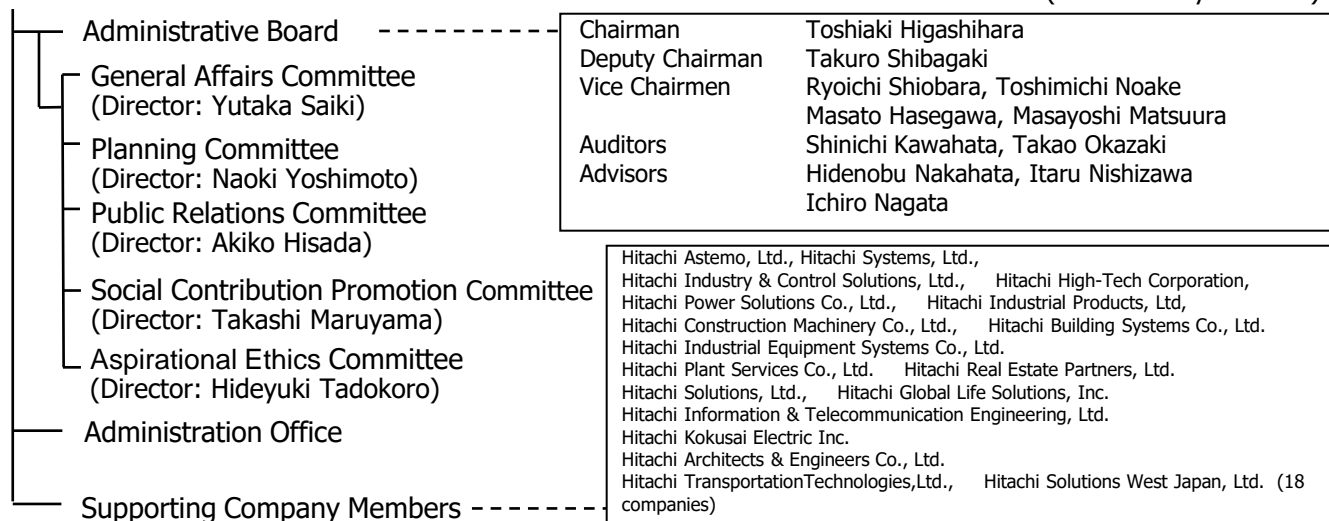 Administrative Board
General Affairs Committee
(Director: Yutaka Saiki)
Planning Committee
(Director: Naoki Yoshimoto)
Public Relations Committee
(Director: Akiko Hisada)
Social Contribution Promotion Committee
(Director: Takashi Maruyama)
Aspirational Ethics Committee
(Director: Hideyuki Tadokoro)
Administration Office
Supporting Company Members
Chairman Toshiaki Higashihara
Deputy Chairman Takuro Shibagaki
Vice Chairmen Ryoichi Shiobara, Toshimichi Noake
Masato Hasegawa, Masayoshi Matsuura
Auditors Shinichi Kawahata, Takao Okazaki
Advisors Hidenobu Nakahata, Itaru Nishizawa
Ichiro Nagata
Hitachi Astemo, Ltd., Hitachi Systems, Ltd.,
Hitachi Industry & Control Solutions, Ltd., Hitachi High-Tech Corporation,
Hitachi Power Solutions Co., Ltd., Hitachi Industrial Products, Ltd,
Hitachi Construction Machinery Co., Ltd., Hitachi Building Systems Co., Ltd.
Hitachi Industrial Equipment Systems Co., Ltd.
Hitachi Plant Services Co., Ltd. Hitachi Real Estate Partners, Ltd.
Hitachi Solutions, Ltd., Hitachi Global Life Solutions, Inc.
Hitachi Information & Telecommunication Engineering, Ltd.
Hitachi Kokusai Electric Inc.
Hitachi Architects & Engineers Co., Ltd.
Hitachi TransportationTechnologies,Ltd., Hitachi Solutions West Japan, Ltd. (18
companies)